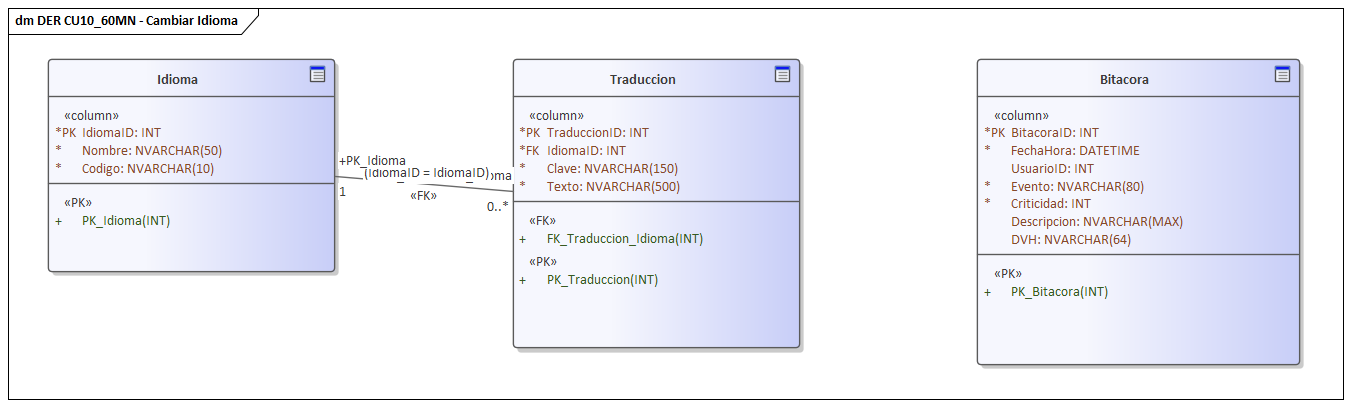 dm DER CU10_60MN - Cambiar Idioma
Idioma
«column»
*PK IdiomaID: INT
* Nombre: NVARCHAR(50)
* Codigo: NVARCHAR(10)
«PK»
+ PK_Idioma(INT)
+PK_Idioma
(IdiomaID = IdiomaID)
«FK»
1
0..*
Traduccion
«column»
*PK TraduccionID: INT
*FK IdiomaID: INT
* Clave: NVARCHAR(150)
* Texto: NVARCHAR(500)
«FK»
+ FK_Traduccion_Idioma(INT)
«PK»
+ PK_Traduccion(INT)
Bitacora
«column»
*PK BitacoraID: INT
* FechaHora: DATETIME
UsuarioID: INT
* Evento: NVARCHAR(80)
* Criticidad: INT
Descripcion: NVARCHAR(MAX)
DVH: NVARCHAR(64)
«PK»
+ PK_Bitacora(INT)